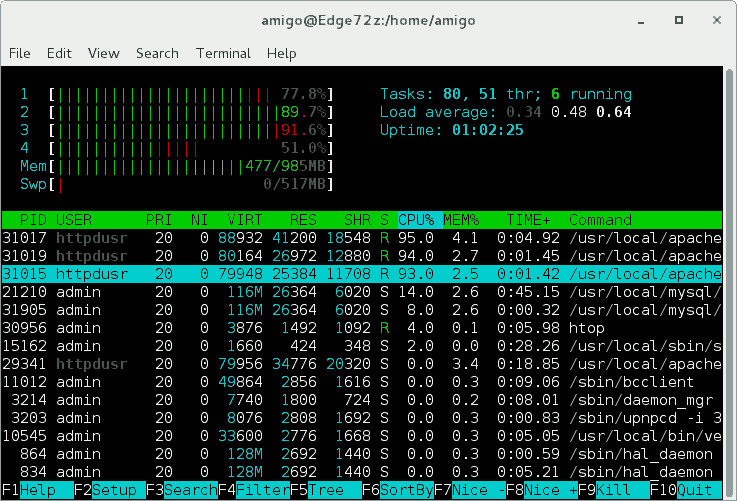 amigo@Edge72z:/home/amigo
File Edit View Search Terminal Help
1 [||||||||||||||||||||||||| 77.8%] Tasks: 80, 51 thr; 6 running
2 [|||||||||||||||||||||||||89.7%] Load average: 0.34 0.48 0.64
3 [|||||||||||||||||||||||||91.6%] Uptime: 01:02:25
4 [|||||||||||||||| 51.0%]
Mem[|||||||||||||||||||||477/985MB]
Swp[| 0/517MB]
PID USER PRI NI VIRT RES SHR S CPU% MEM% TIME+ Command
31017 httpdusr 20 0 88932 41200 18548 R 95.0 4.1 0:04.92 /usr/local/apache
31019 httpdusr 20 0 80164 26972 12880 R 94.0 2.7 0:01.45 /usr/local/apache
31015 httpdusr 20 0 79948 25384 11708 R 93.0 2.5 0:01.42 /usr/local/apache
21210 admin 20 0 116M 26364 6020 S 14.0 2.6 0:45.15 /usr/local/mysql/
31905 admin 20 0 116M 26364 6020 S 8.0 2.6 0:00.32 /usr/local/mysql/
30956 admin 20 0 3876 1492 1092 R 4.0 0.1 0:05.98 htop
15162 admin 20 0 1660 424 348 S 2.0 0.0 0:28.26 /usr/local/sbin/s
29341 httpdusr 20 0 79956 34776 20320 S 0.0 3.4 0:18.85 /usr/local/apache
11012 admin 20 0 49864 2856 1616 S 0.0 0.3 0:09.06 /sbin/bcclient
3214 admin 20 0 7740 1800 724 S 0.0 0.2 0:08.01 /sbin/daemon_mgr
3203 admin 20 0 8076 2808 1692 S 0.0 0.3 0:00.83 /sbin/upnpcd -i 3
10545 admin 20 0 33600 2776 1668 S 0.0 0.3 0:05.05 /usr/local/bin/ve
864 admin 20 0 128M 2692 1440 S 0.0 0.3 0:00.59 /sbin/hal_daemon
834 admin 20 0 128M 2692 1440 S 0.0 0.3 0:05.21 /sbin/hal_daemon
F1Help F2Setup F3SearchF4FilterF5Tree F6SortByF7Nice -F8Nice +F9Kill F10Quit